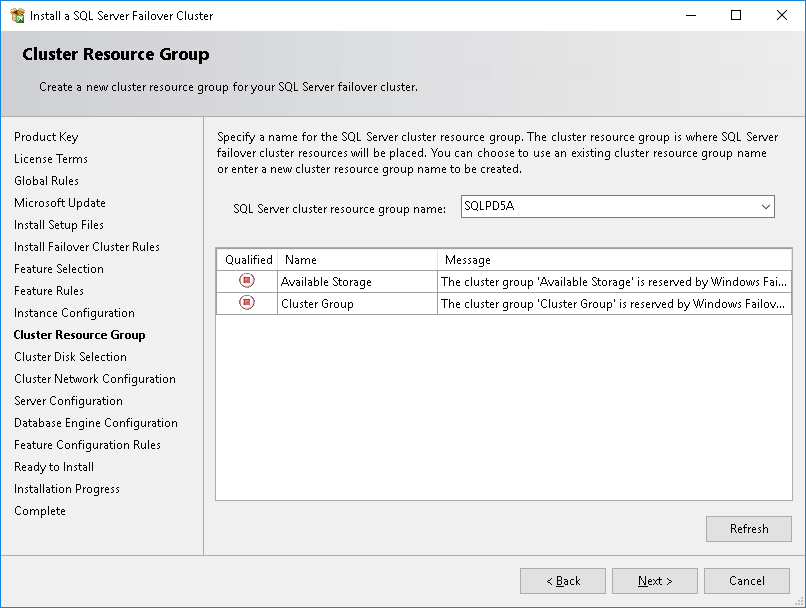 Install a SQL Server Failover Cluster
Cluster Resource Group
Create a new cluster resource group for your SQL Server failover cluster.
Product Key
License Terms
Global Rules
Microsoft Update
Install Setup Files
Install Failover Cluster Rules
Feature Selection
Feature Rules
Instance Configuration
Cluster Resource Group
Cluster Disk Selection
Cluster Network Configuration
Server Configuration
Database Engine Configuration
Feature Configuration Rules
Ready to Install
Installation Progress
Complete
Specify a name for the SQL Server cluster resource group. The cluster resource group is where SQL Server
failover cluster resources will be placed. You can choose to use an existing cluster resource group name
or enter a new cluster resource group name to be created.
SQL Server cluster resource group name: SQLPD5A
Qualified Name Message
Available Storage The cluster group 'Available Storage' is reserved by Windows Fai...
Cluster Group The cluster group 'Cluster Group' is reserved by Windows Failov...
Refresh
< Back Next > Cancel